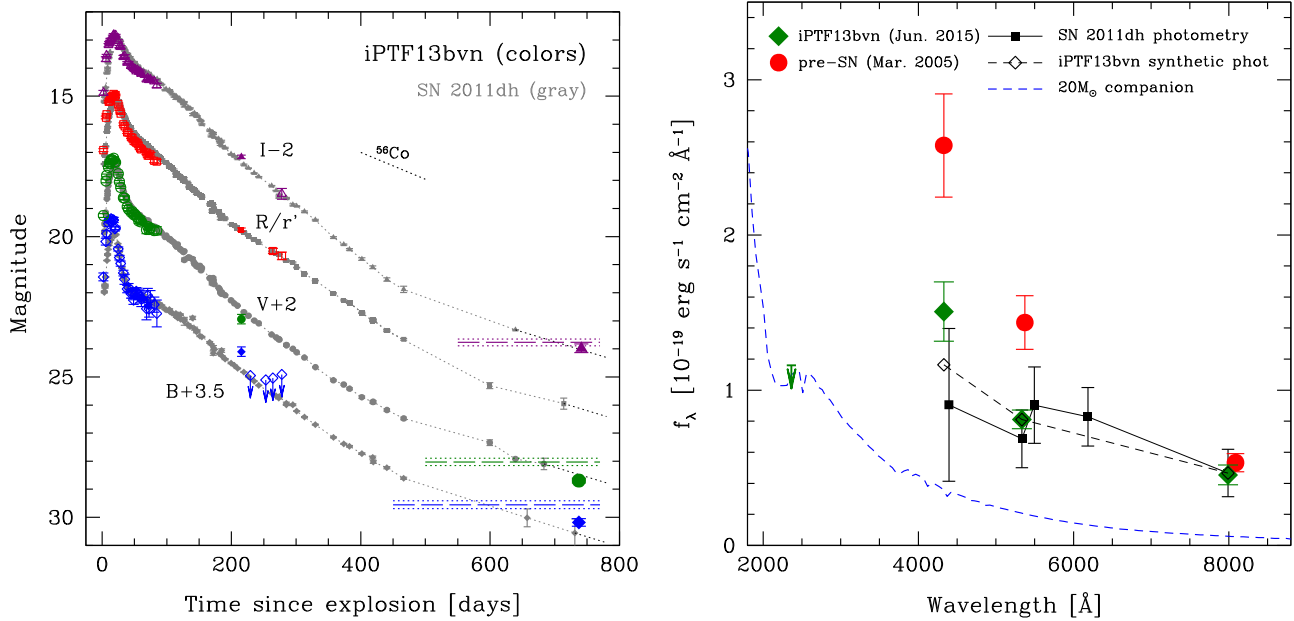 iPTF13bvn (colors)
SN 2011dh (gray)
15
20
25
30
Magnitude
I−2
⁵⁶Co
R/r'
V+2
B+3.5
0
200
400
600
800
Time since explosion [days]
iPTF13bvn (Jun. 2015)
pre-SN (Mar. 2005)
SN 2011dh photometry
iPTF13bvn synthetic phot
20M⊙ companion
3
2
1
0
f_λ [10⁻¹⁹ erg s⁻¹ cm⁻² Å⁻¹]
2000
4000
6000
8000
Wavelength [Å]